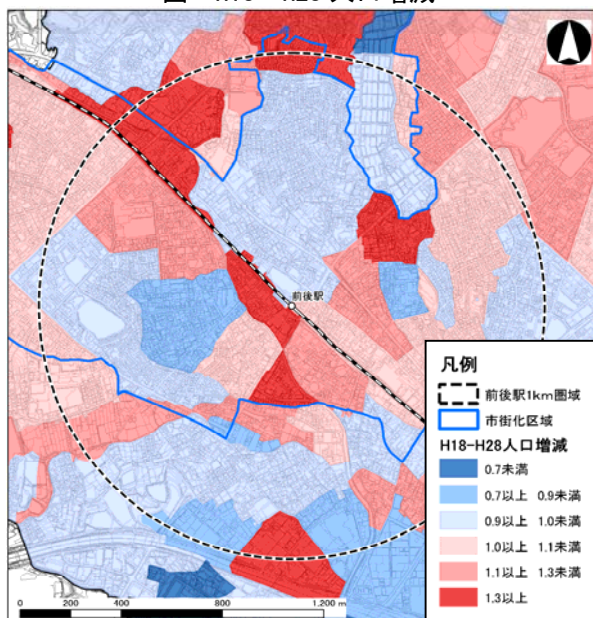 前後駅
凡例
前後駅1km圏域
市街化区域
H18-H28人口増減
0.7未満
0.7以上 0.9未満
0.9以上 1.0未満
1.0以上 1.1未満
1.1以上 1.3未満
1.3以上
0 200 400 800 1,200 m